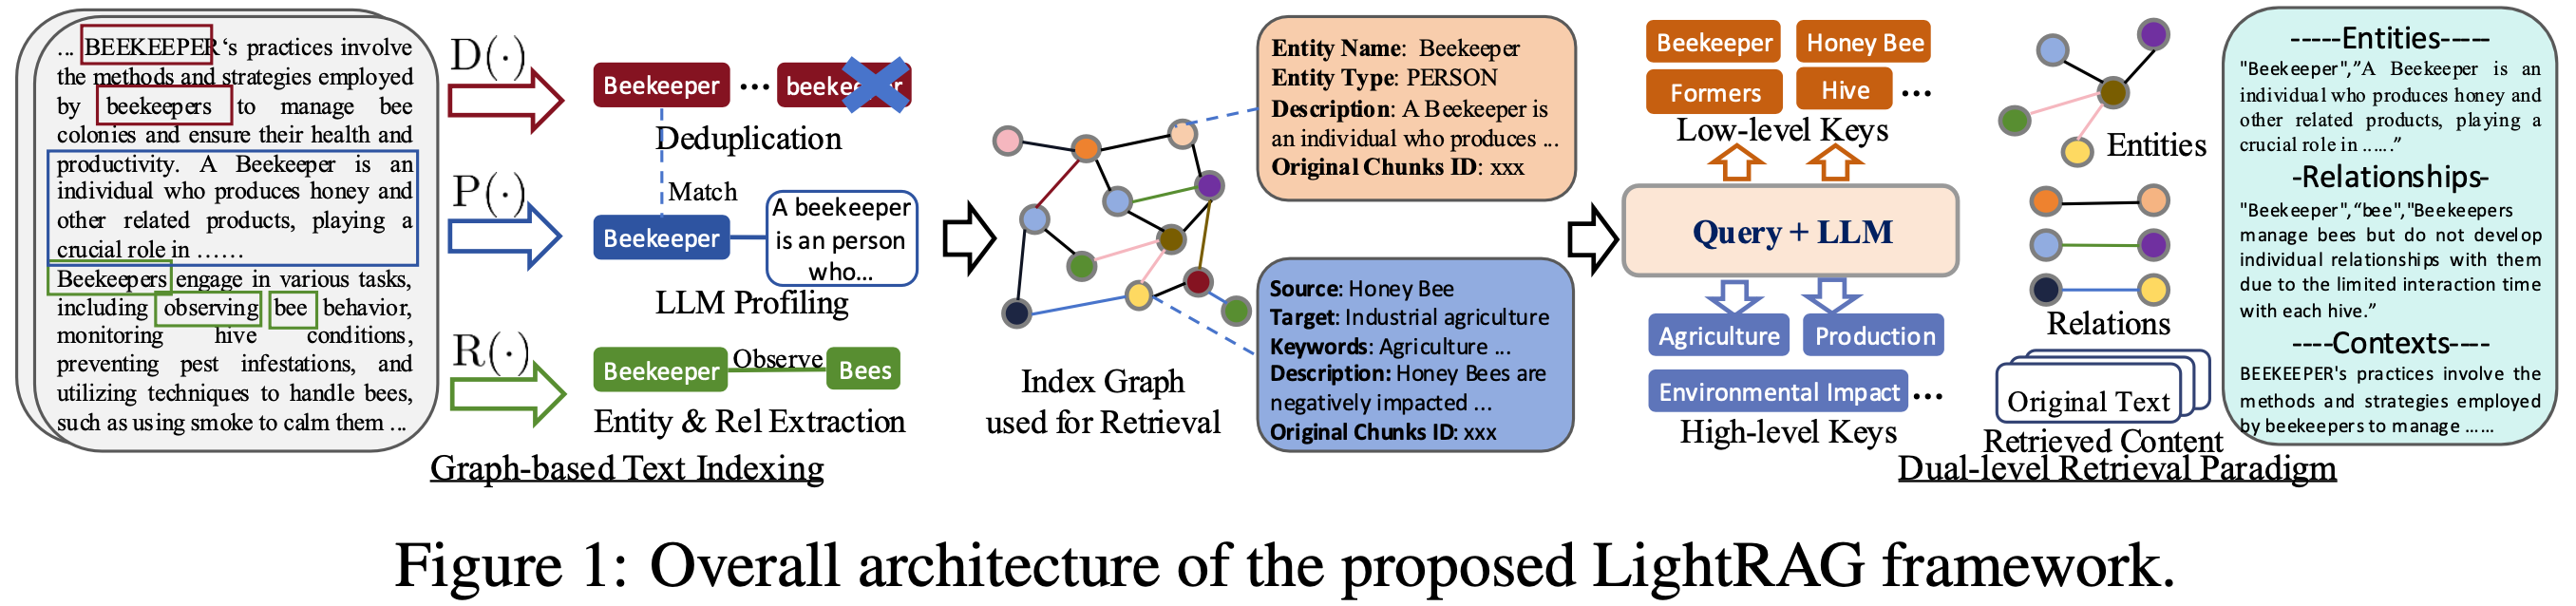 ... BEEKEEPER‘s practices involve
the methods and strategies employed
by beekeepers to manage bee
colonies and ensure their health and
productivity. A Beekeeper is an
individual who produces honey and
other related products, playing a
crucial role in ......
Beekeepers engage in various tasks,
including observing bee behavior,
monitoring hive conditions,
preventing pest infestations, and
utilizing techniques to handle bees,
such as using smoke to calm them ...
D(·)
P(·)
R(·)
Beekeeper ... beekeeper
Deduplication
Match
Beekeeper
A beekeeper
is an person
who...
LLM Profiling
Beekeeper Observe Bees
Entity & Rel Extraction
Graph-based Text Indexing
Index Graph
used for Retrieval
Entity Name: Beekeeper
Entity Type: PERSON
Description: A Beekeeper is
an individual who produces ...
Original Chunks ID: xxx
Source: Honey Bee
Target: Industrial agriculture
Keywords: Agriculture ...
Description: Honey Bees are
negatively impacted ...
Original Chunks ID: xxx
Beekeeper Honey Bee
Formers Hive ...
Low-level Keys
Query + LLM
Agriculture Production
Environmental Impact ...
High-level Keys
Entities
Relations
Original Text
Retrieved Content
Dual-level Retrieval Paradigm
-----Entities-----
"Beekeeper",”A Beekeeper is an
individual who produces honey and
other related products, playing a
crucial role in .....”
-Relationships-
"Beekeeper",“bee”,"Beekeepers
manage bees but do not develop
individual relationships with them
due to the limited interaction time
with each hive.”
----Contexts----
BEEKEEPER's practices involve the
methods and strategies employed
by beekeepers to manage ......
Figure 1: Overall architecture of the proposed LightRAG framework.